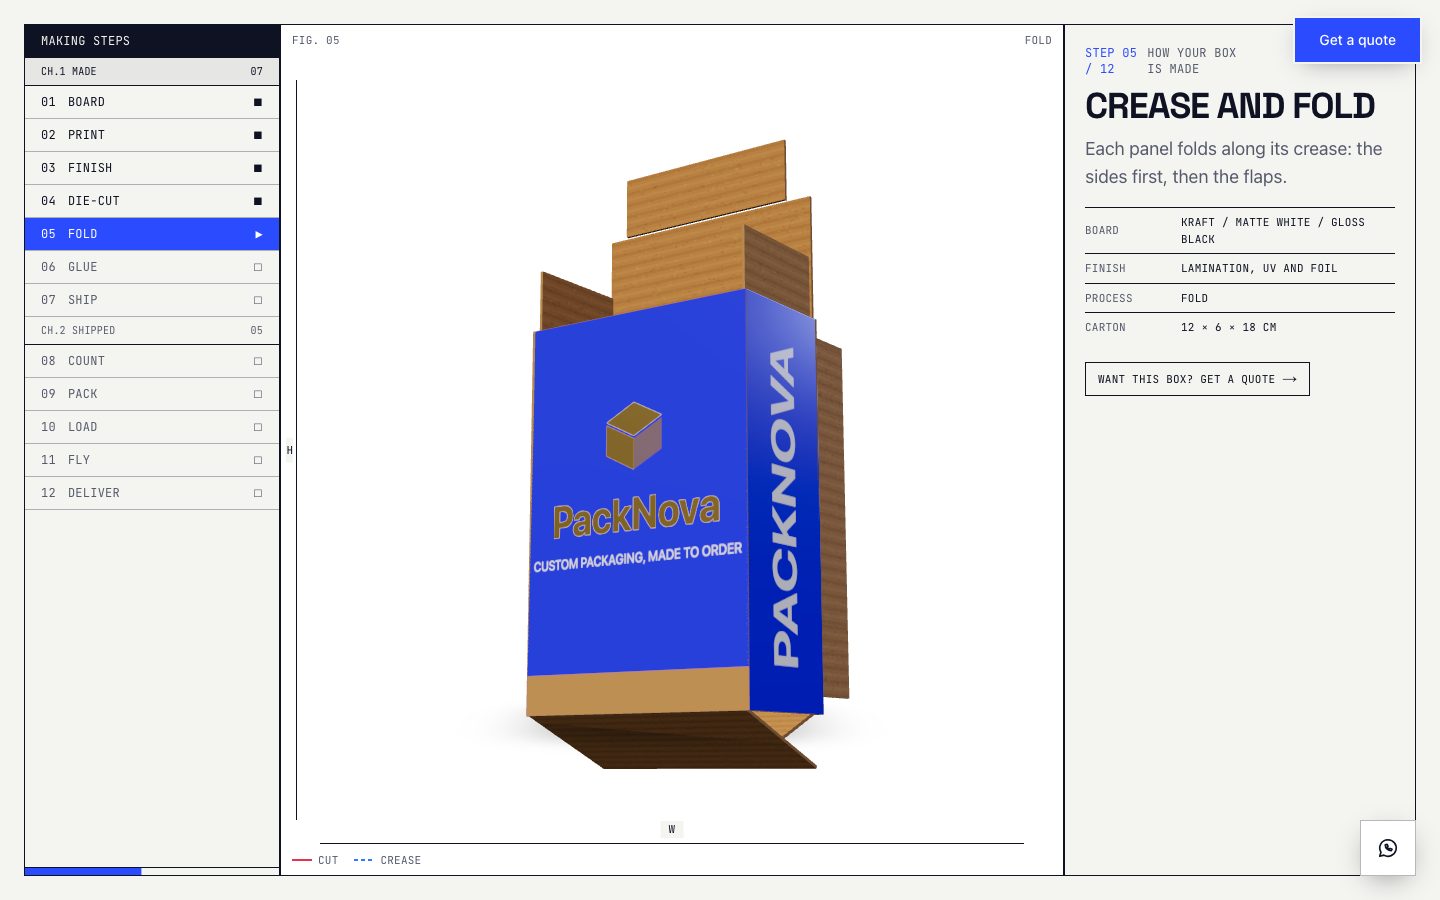 MAKING STEPS
CH.1 MADE 07
01 BOARD
02 PRINT
03 FINISH
04 DIE-CUT
05 FOLD
06 GLUE
07 SHIP
CH.2 SHIPPED 05
08 COUNT
09 PACK
10 LOAD
11 FLY
12 DELIVER
FIG. 05
FOLD
H
PackNova
CUSTOM PACKAGING, MADE TO ORDER
PACKNOVA
W
CUT
CREASE
Get a quote
STEP 05 / 12
HOW YOUR BOX IS MADE
CREASE AND FOLD
Each panel folds along its crease: the
sides first, then the flaps.
BOARD KRAFT / MATTE WHITE / GLOSS
BLACK
FINISH LAMINATION, UV AND FOIL
PROCESS FOLD
CARTON 12 × 6 × 18 CM
WANT THIS BOX? GET A QUOTE →